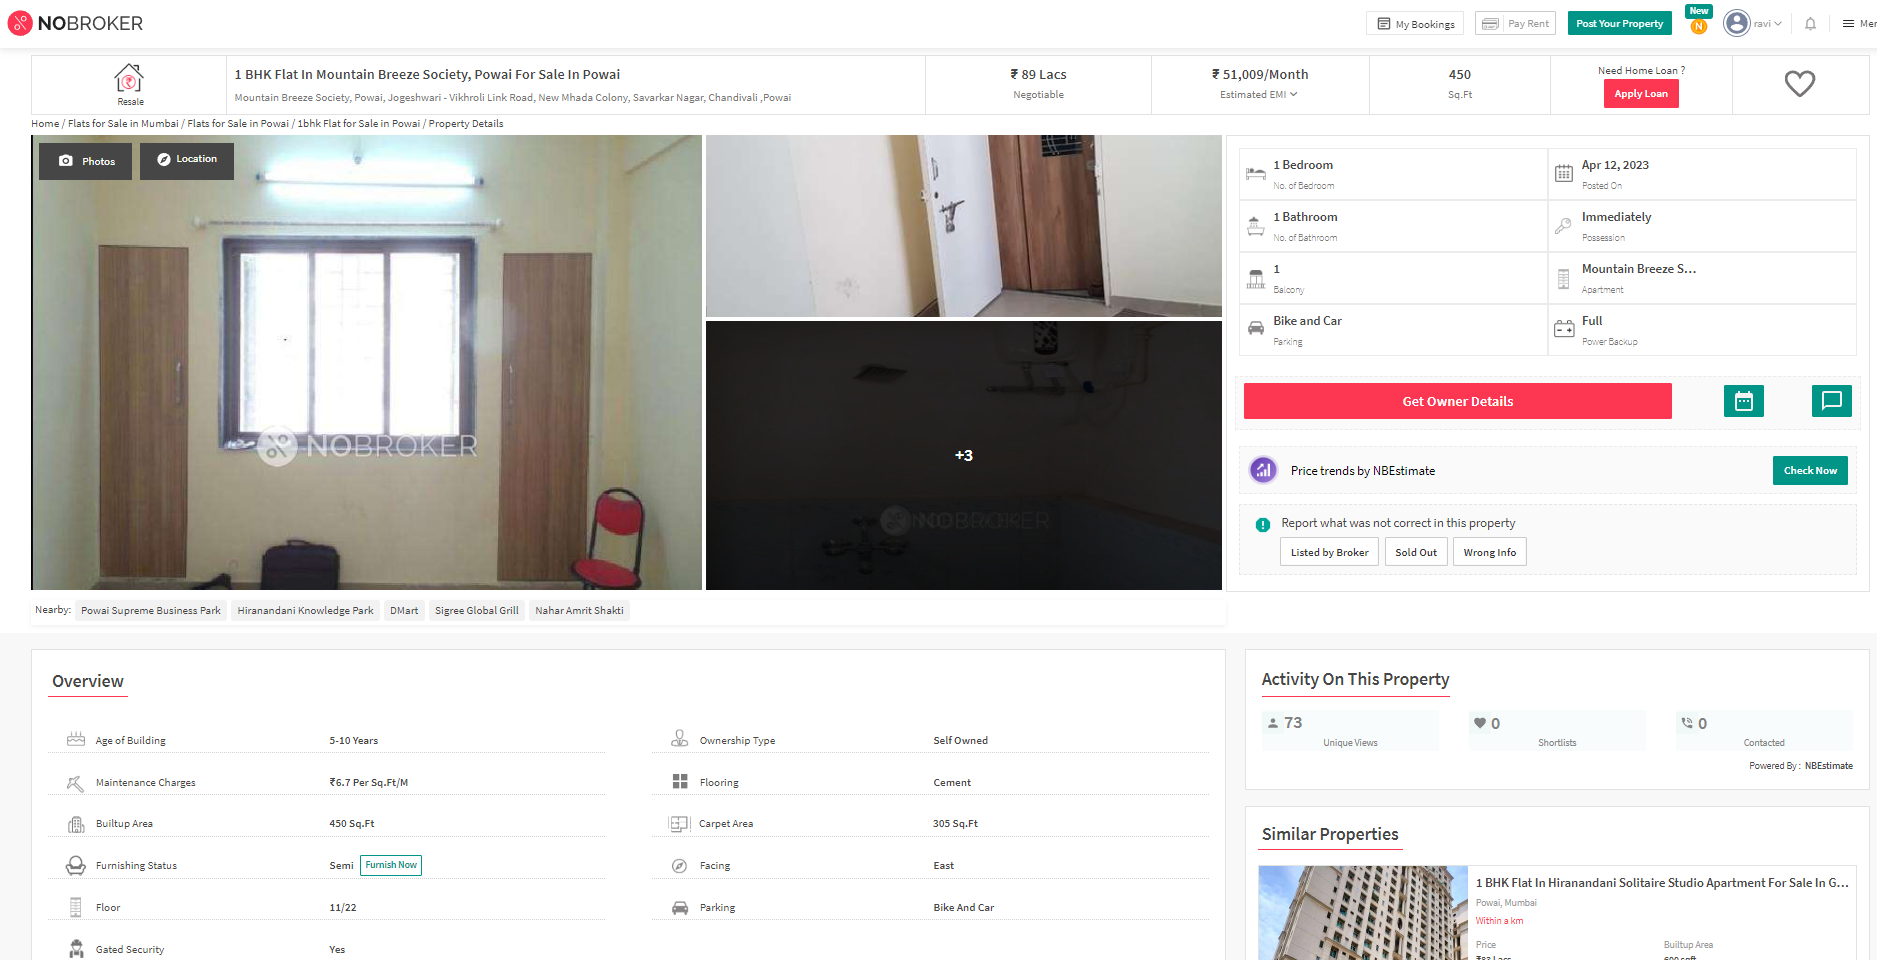 NOBROKER
My Bookings
Pay Rent
Post Your Property
New
N
ravi
Resale
1 BHK Flat In Mountain Breeze Society, Powai For Sale In Powai
Mountain Breeze Society, Powai, Jogeshwari - Vikhroli Link Road, New Mhada Colony, Savarkar Nagar, Chandivali ,Powai
₹ 89 Lacs
Negotiable
₹ 51,009/Month
Estimated EMI
450
Sq.Ft
Need Home Loan ?
Apply Loan
Home / Flats for Sale in Mumbai / Flats for Sale in Powai / 1bhk Flat for Sale in Powai / Property Details
Photos
Location
NOBROKER
+3
NOBROKER
1 Bedroom
No. of Bedroom
Apr 12, 2023
Posted On
1 Bathroom
No. of Bathroom
Immediately
Possession
1
Balcony
Mountain Breeze S...
Apartment
Bike and Car
Parking
Full
Power Backup
Get Owner Details
Price trends by NBEstimate
Check Now
Report what was not correct in this property
Listed by Broker
Sold Out
Wrong Info
Nearby: Powai Supreme Business Park Hiranandani Knowledge Park DMart Sigree Global Grill Nahar Amrit Shakti
Overview
Age of Building 5-10 Years
Ownership Type Self Owned
Maintenance Charges ₹6.7 Per Sq.Ft/M
Flooring Cement
Builtup Area 450 Sq.Ft
Carpet Area 305 Sq.Ft
Furnishing Status Semi Furnish Now
Facing East
Floor 11/22
Parking Bike And Car
Gated Security Yes
Activity On This Property
73
Unique Views
0
Shortlists
0
Contacted
Powered By : NBEstimate
Similar Properties
1 BHK Flat In Hiranandani Solitaire Studio Apartment For Sale In G...
Powai, Mumbai
Within a km
Price
Builtup Area
₹83 Lacs
600 sqft